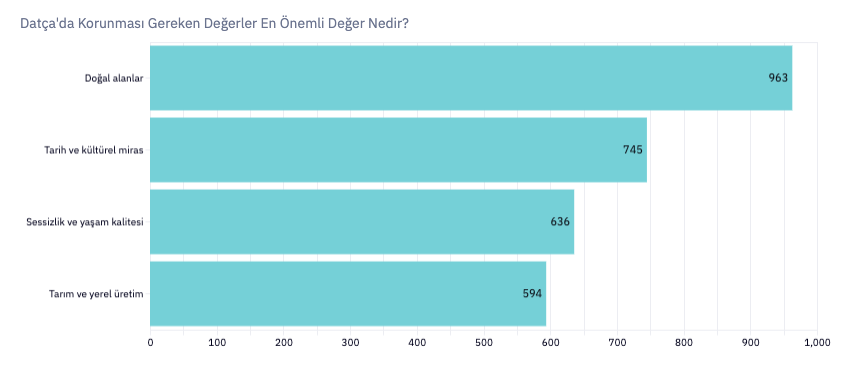 Datça'da Korunması Gereken Değerler En Önemli Değer Nedir?
Doğal alanlar
963
Tarih ve kültürel miras
745
Sessizlik ve yaşam kalitesi
636
Tarım ve yerel üretim
594
0 100 200 300 400 500 600 700 800 900 1,000